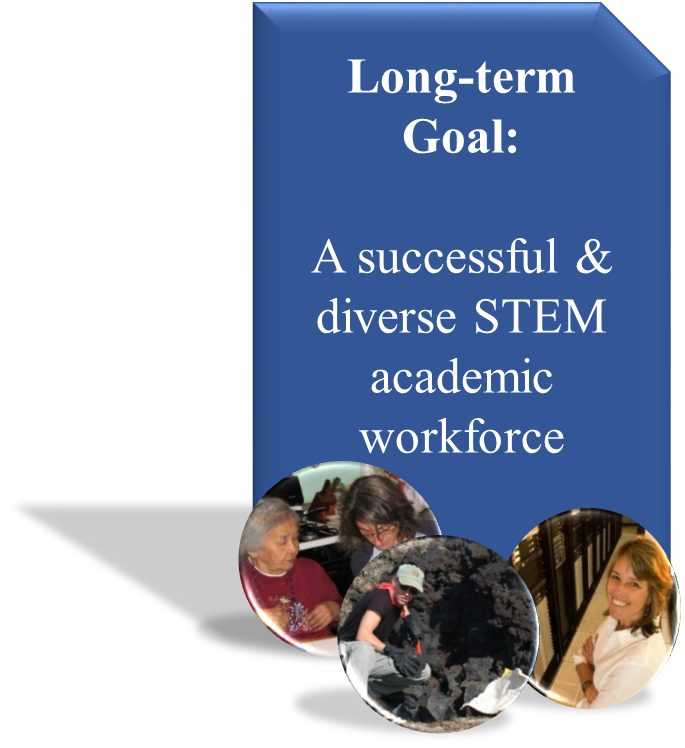 Long-term
Goal:
A successful &
diverse STEM
academic
workforce